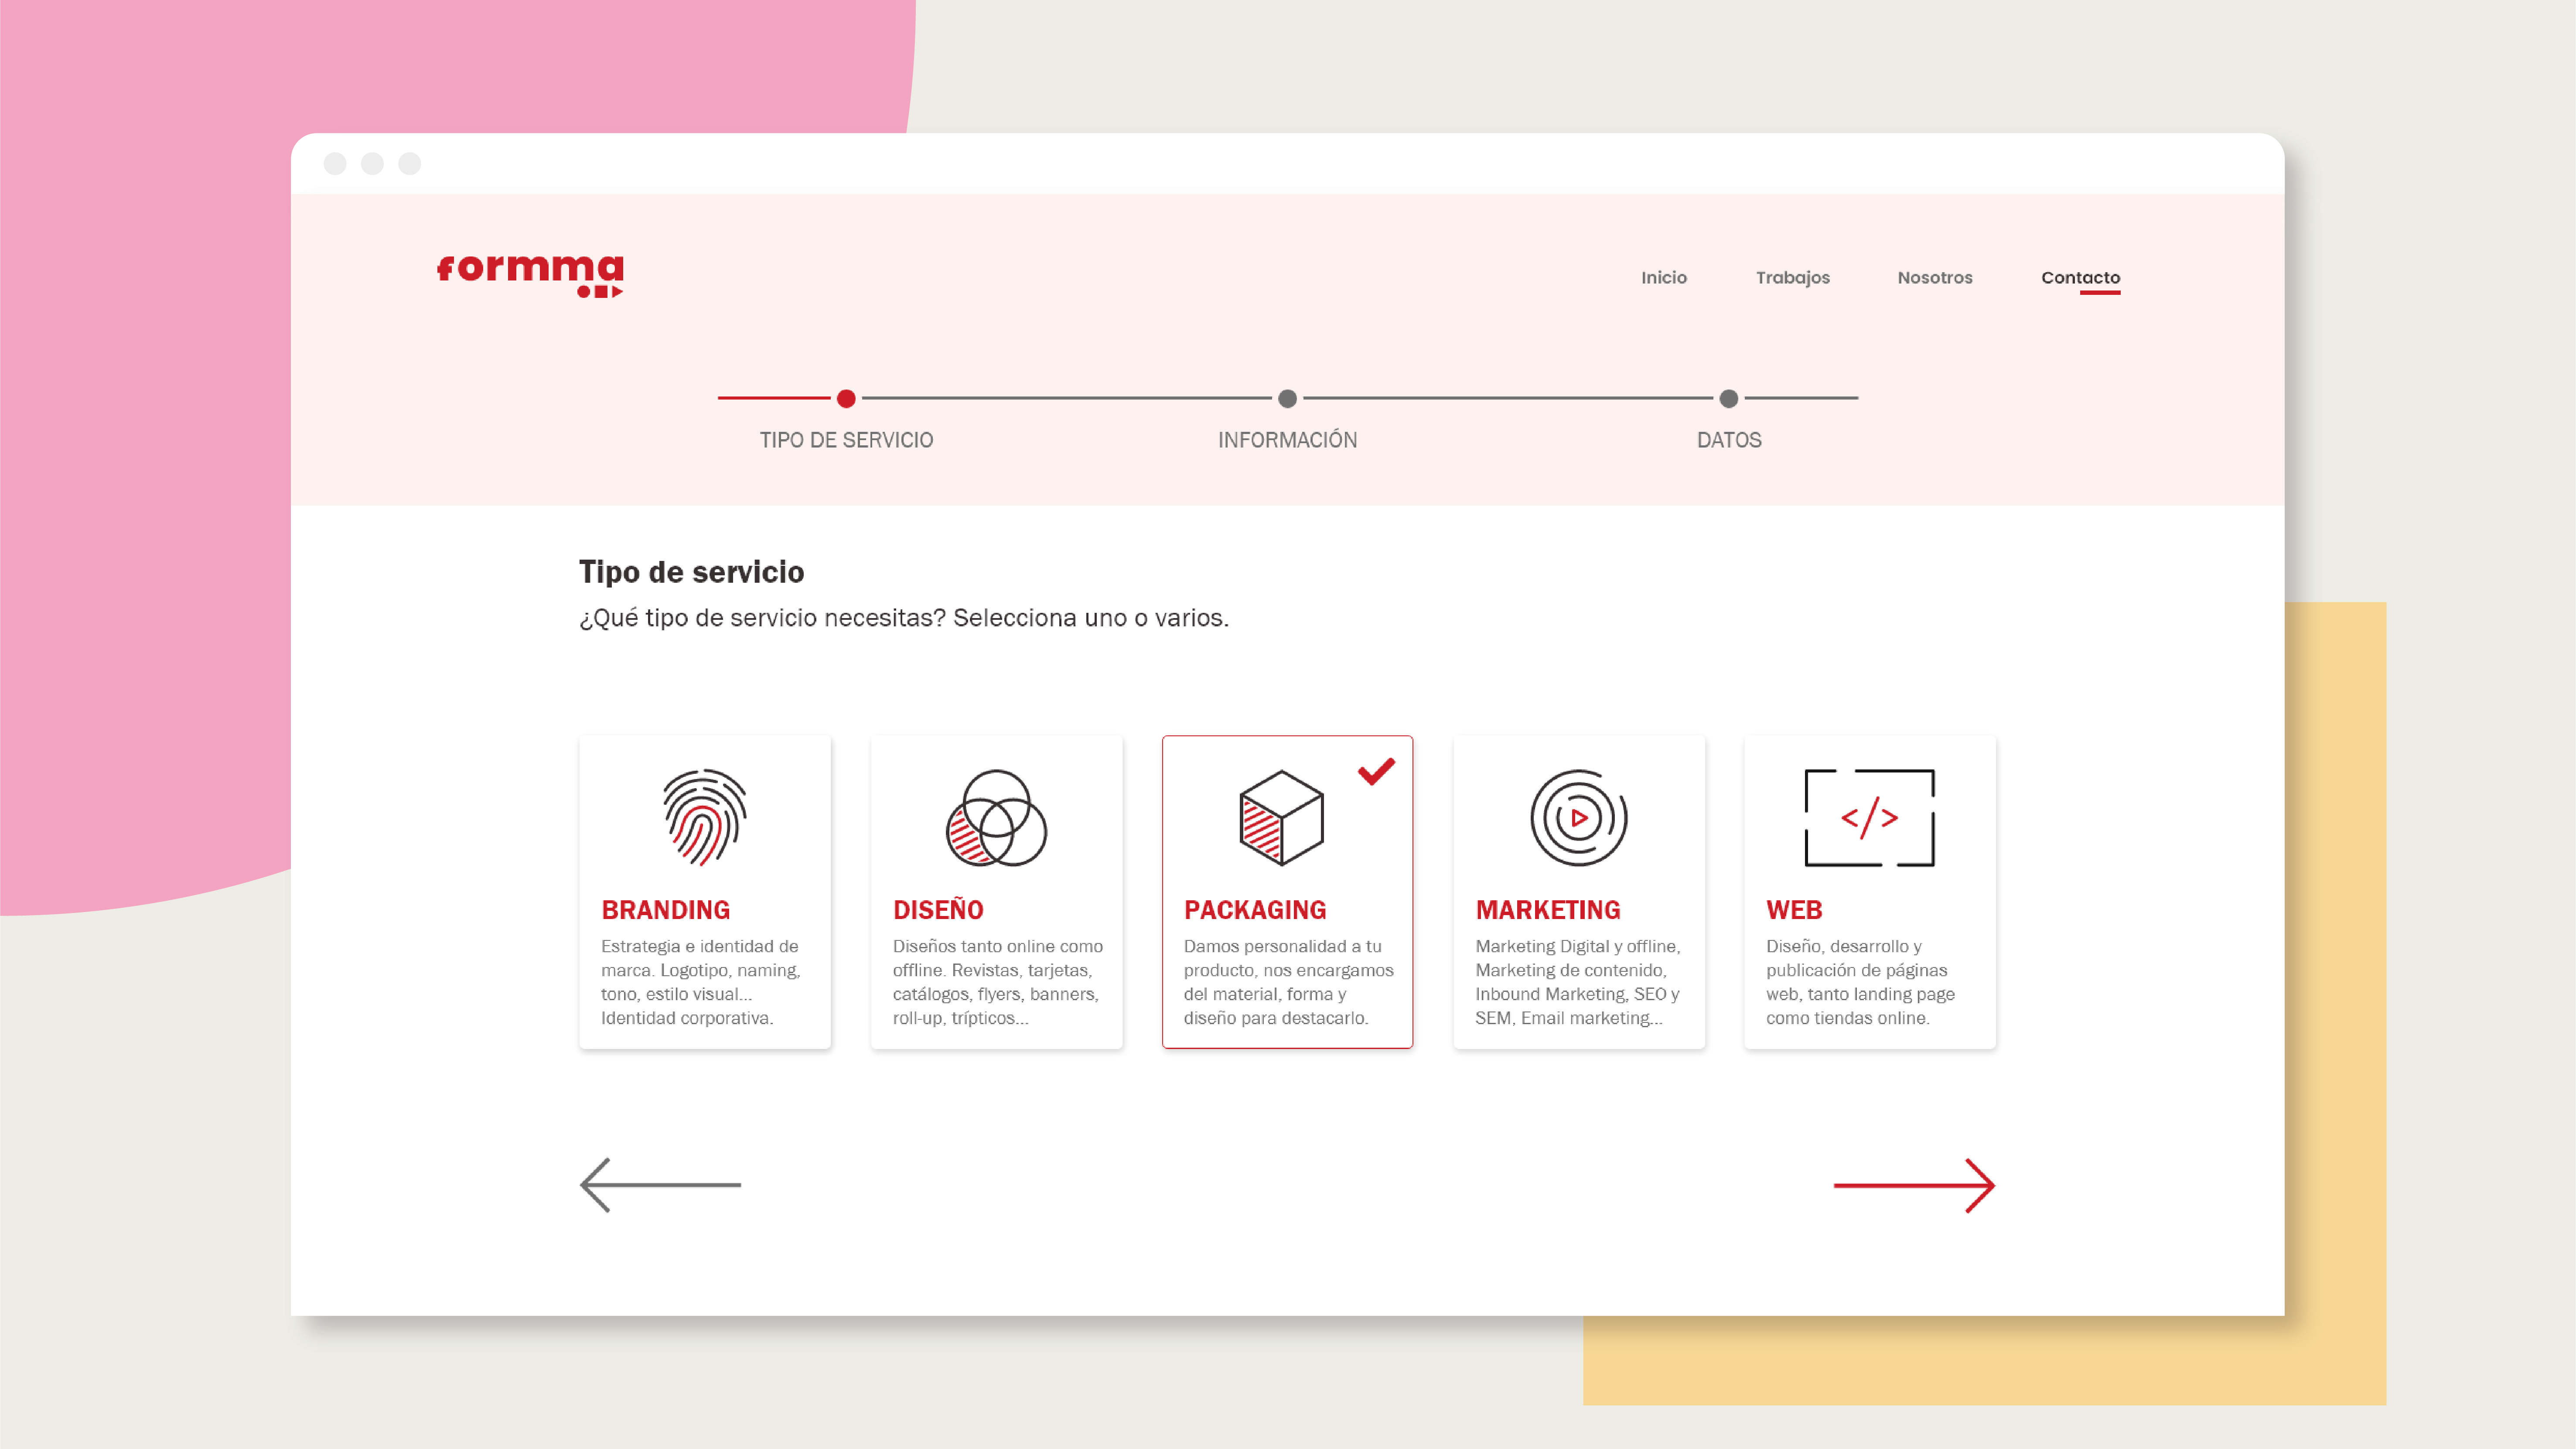 formma
Inicio Trabajos Nosotros Contacto
TIPO DE SERVICIO INFORMACIÓN DATOS
Tipo de servicio
¿Qué tipo de servicio necesitas? Selecciona uno o varios.
BRANDING
Estrategia e identidad de
marca. Logotipo, naming,
tono, estilo visual...
Identidad corporativa.
DISEÑO
Diseños tanto online como
offline. Revistas, tarjetas,
catálogos, flyers, banners,
roll-up, trípticos...
PACKAGING
Damos personalidad a tu
producto, nos encargamos
del material, forma y
diseño para destacarlo.
MARKETING
Marketing Digital y offline,
Marketing de contenido,
Inbound Marketing, SEO y
SEM, Email marketing...
</>
WEB
Diseño, desarrollo y
publicación de páginas
web, tanto landing page
como tiendas online.